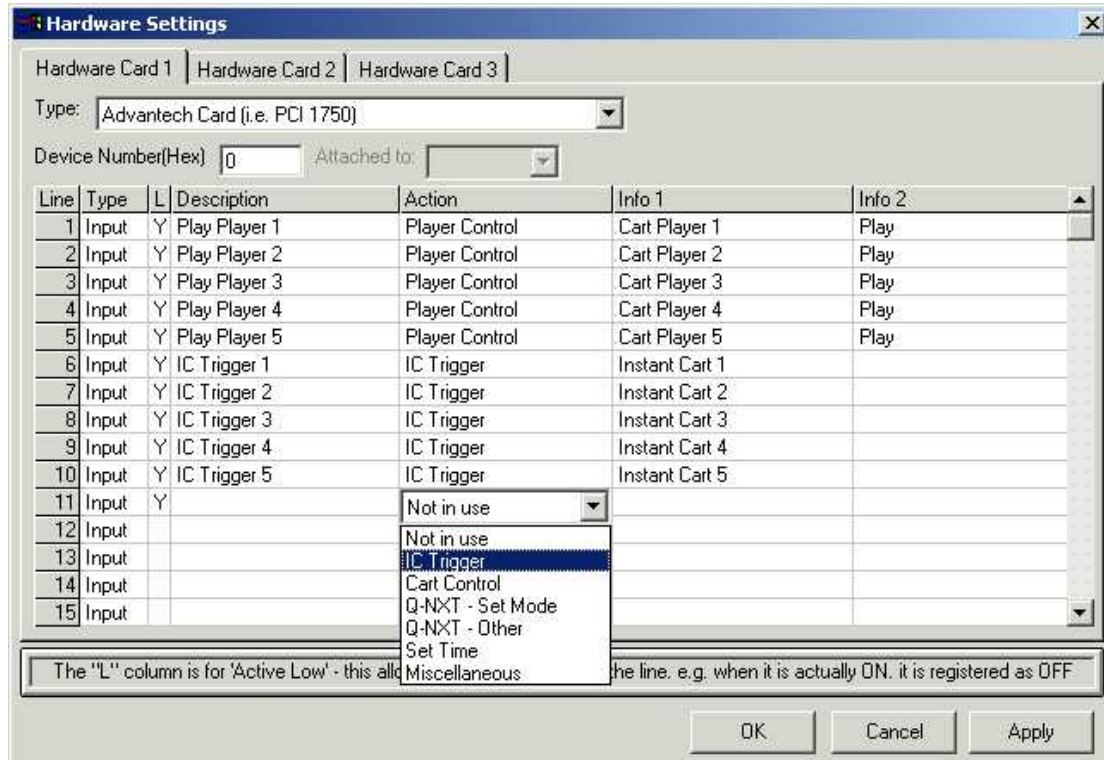 Hardware Settings
Hardware Card 1 Hardware Card 2 Hardware Card 3
Type: Advantech Card (i.e. PCI 1750)
Device Number(Hex) 0 Attached to:
Line Type L Description Action Info 1 Info 2
1 Input Y Play Player 1 Player Control Cart Player 1 Play
2 Input Y Play Player 2 Player Control Cart Player 2 Play
3 Input Y Play Player 3 Player Control Cart Player 3 Play
4 Input Y Play Player 4 Player Control Cart Player 4 Play
5 Input Y Play Player 5 Player Control Cart Player 5 Play
6 Input Y IC Trigger 1 IC Trigger Instant Cart 1
7 Input Y IC Trigger 2 IC Trigger Instant Cart 2
8 Input Y IC Trigger 3 IC Trigger Instant Cart 3
9 Input Y IC Trigger 4 IC Trigger Instant Cart 4
10 Input Y IC Trigger 5 IC Trigger Instant Cart 5
11 Input Y Not in use
12 Input
13 Input
14 Input
15 Input
Not in use
IC Trigger
Cart Control
Q-NXT - Set Mode
Q-NXT - Other
Set Time
Miscellaneous
The "L" column is for 'Active Low' - this allo he line. e.g. when it is actually ON. it is registered as OFF
OK Cancel Apply